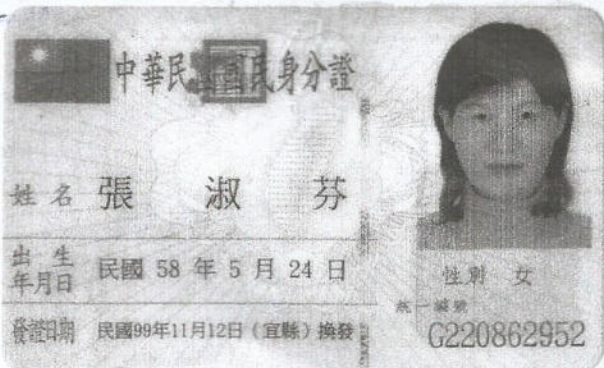 中華民國國民身分證
姓名 張 淑 芬
出生年月日 民國 58 年 5 月 24 日
性別 女
發證日期 民國99年11月12日（宜縣）換發
統一編號
G220862952